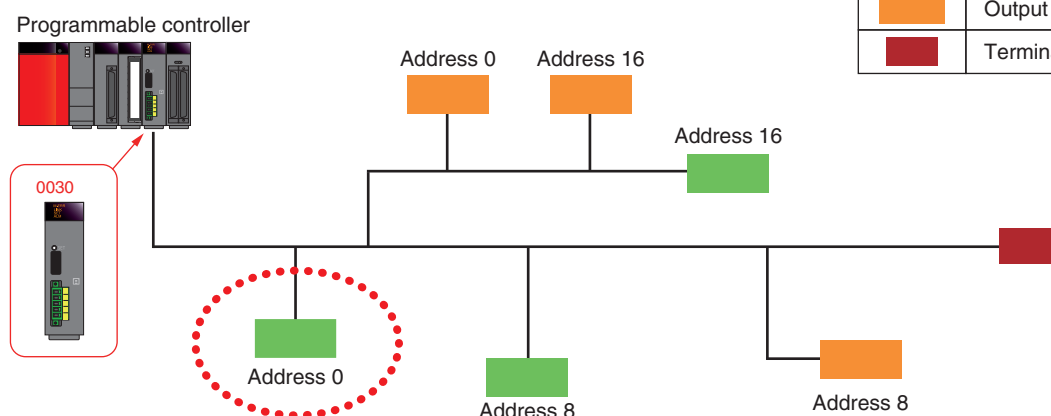 Programmable controller
Output
Termin
Address 0
Address 16
Address 16
0030
Address 0
Address 8
Address 8